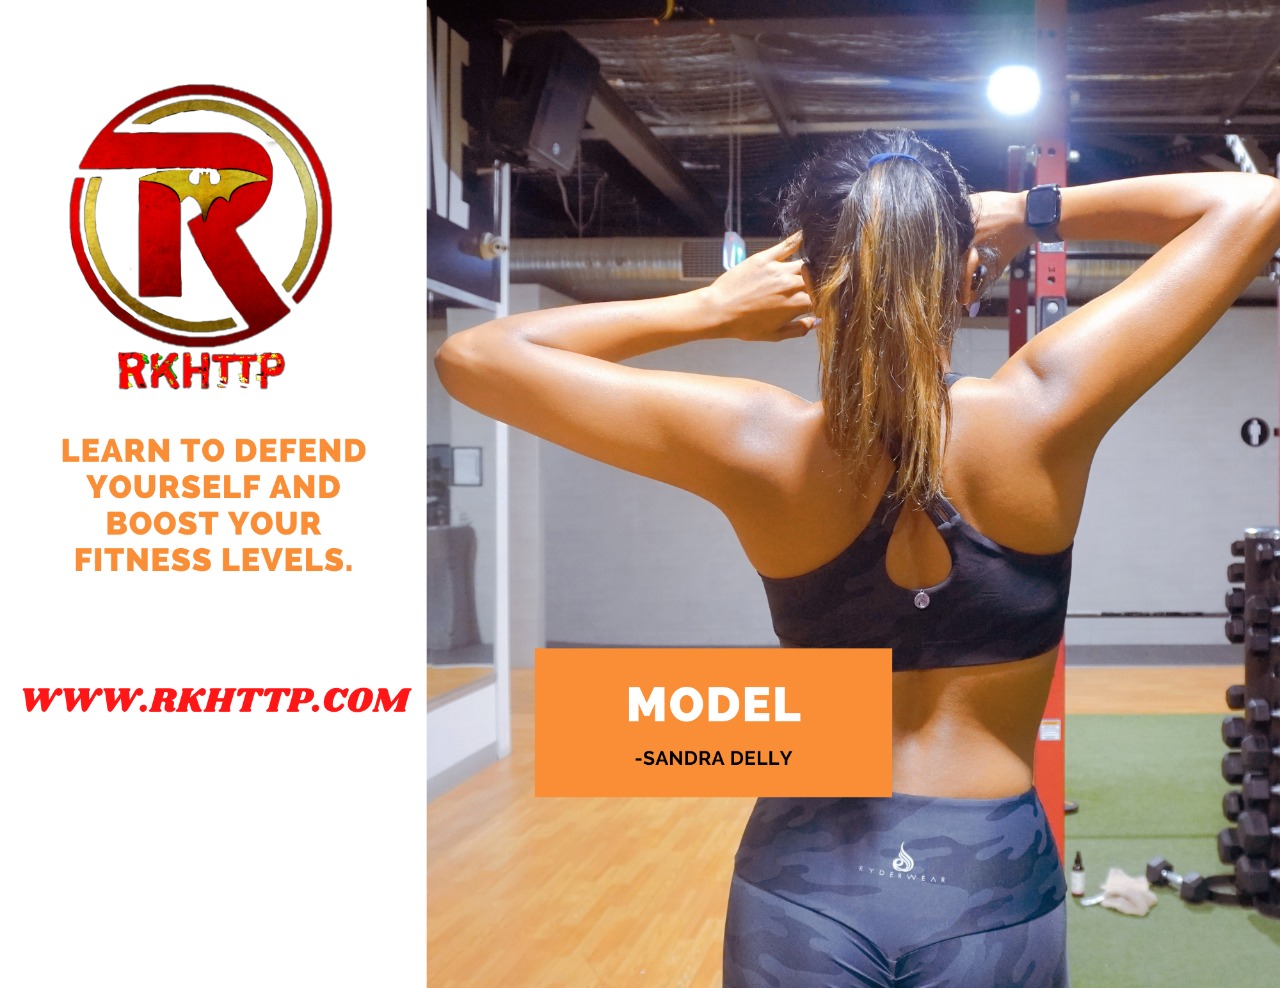 R
RKHTTP
LEARN TO DEFEND
YOURSELF AND
BOOST YOUR
FITNESS LEVELS.
WWW.RKHTTP.COM
MODEL
-SANDRA DELLY
RYDERWEAR